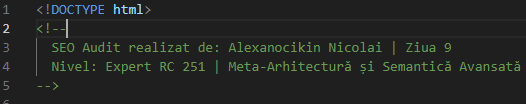 1 <!DOCTYPE html>
2 <!--
3 SEO Audit realizat de: Alexanocikin Nicolai | Ziua 9
4 Nivel: Expert RC 251 | Meta-Arhitectură și Semantică Avansată
5 -->
6